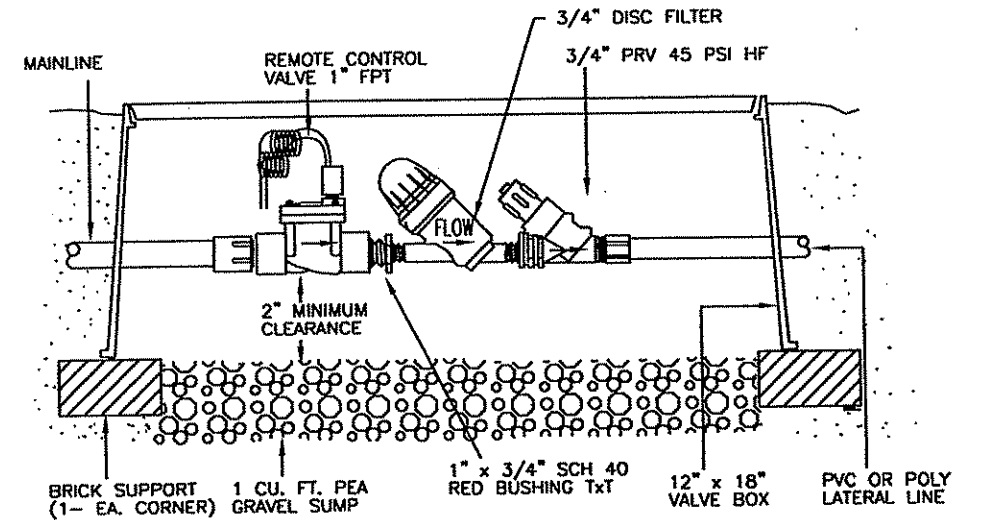 3/4" DISC FILTER
MAINLINE
REMOTE CONTROL
VALVE 1" FPT
3/4" PRV 45 PSI HF
FLOW
2" MINIMUM
CLEARANCE
BRICK SUPPORT
(1- EA. CORNER)
1 CU. FT. PEA
GRAVEL SUMP
1" x 3/4" SCH 40
RED BUSHING TxT
12" x 18"
VALVE BOX
PVC OR POLY
LATERAL LINE